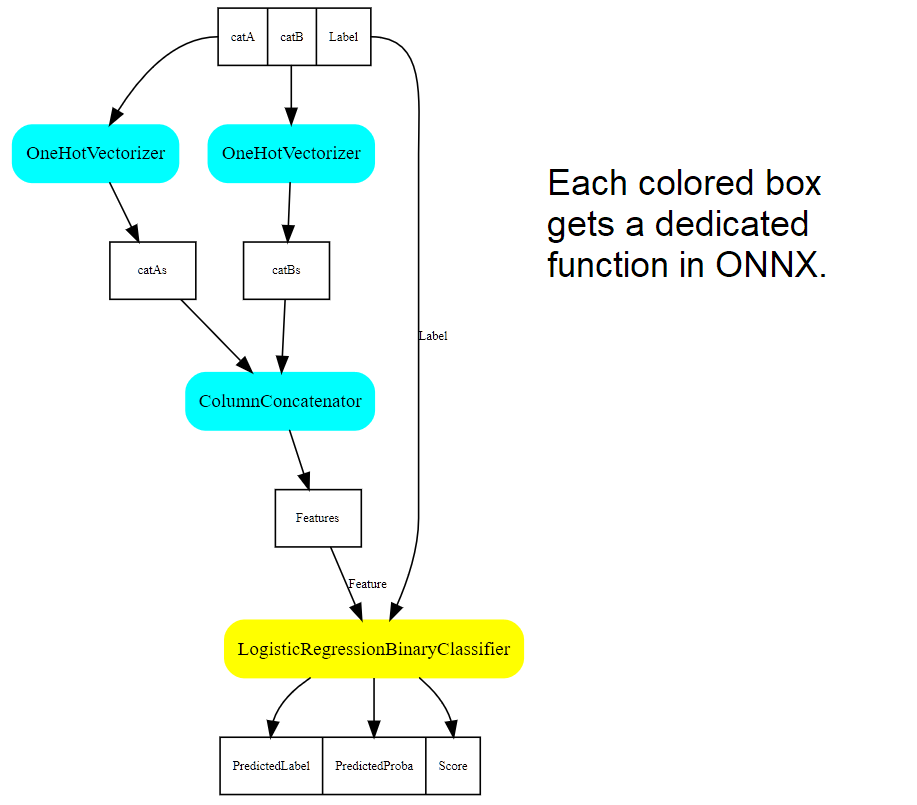 catA catB Label
OneHotVectorizer OneHotVectorizer
Each colored box
gets a dedicated
function in ONNX.
catAs catBs
Label
ColumnConcatenator
Features
Feature
LogisticRegressionBinaryClassifier
PredictedLabel PredictedProba Score